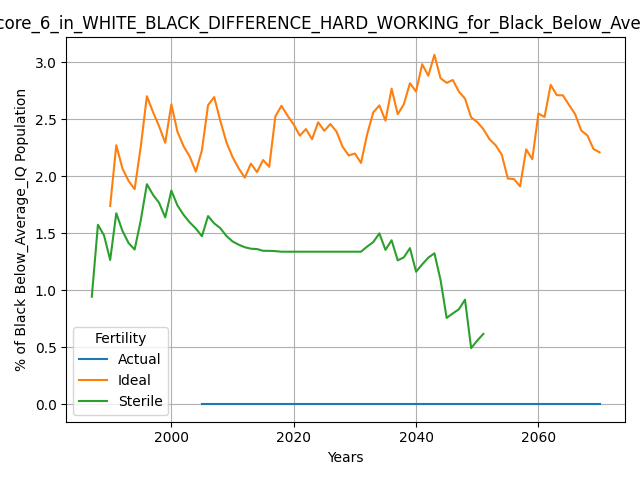 core_6_in_WHITE_BLACK_DIFFERENCE_HARD_WORKING_for_Black_Below_Ave
% of Black Below_Average_IQ Population
3.0
2.5
2.0
1.5
1.0
0.5
0.0
Fertility
Actual
Ideal
Sterile
2000
2020
2040
2060
Years